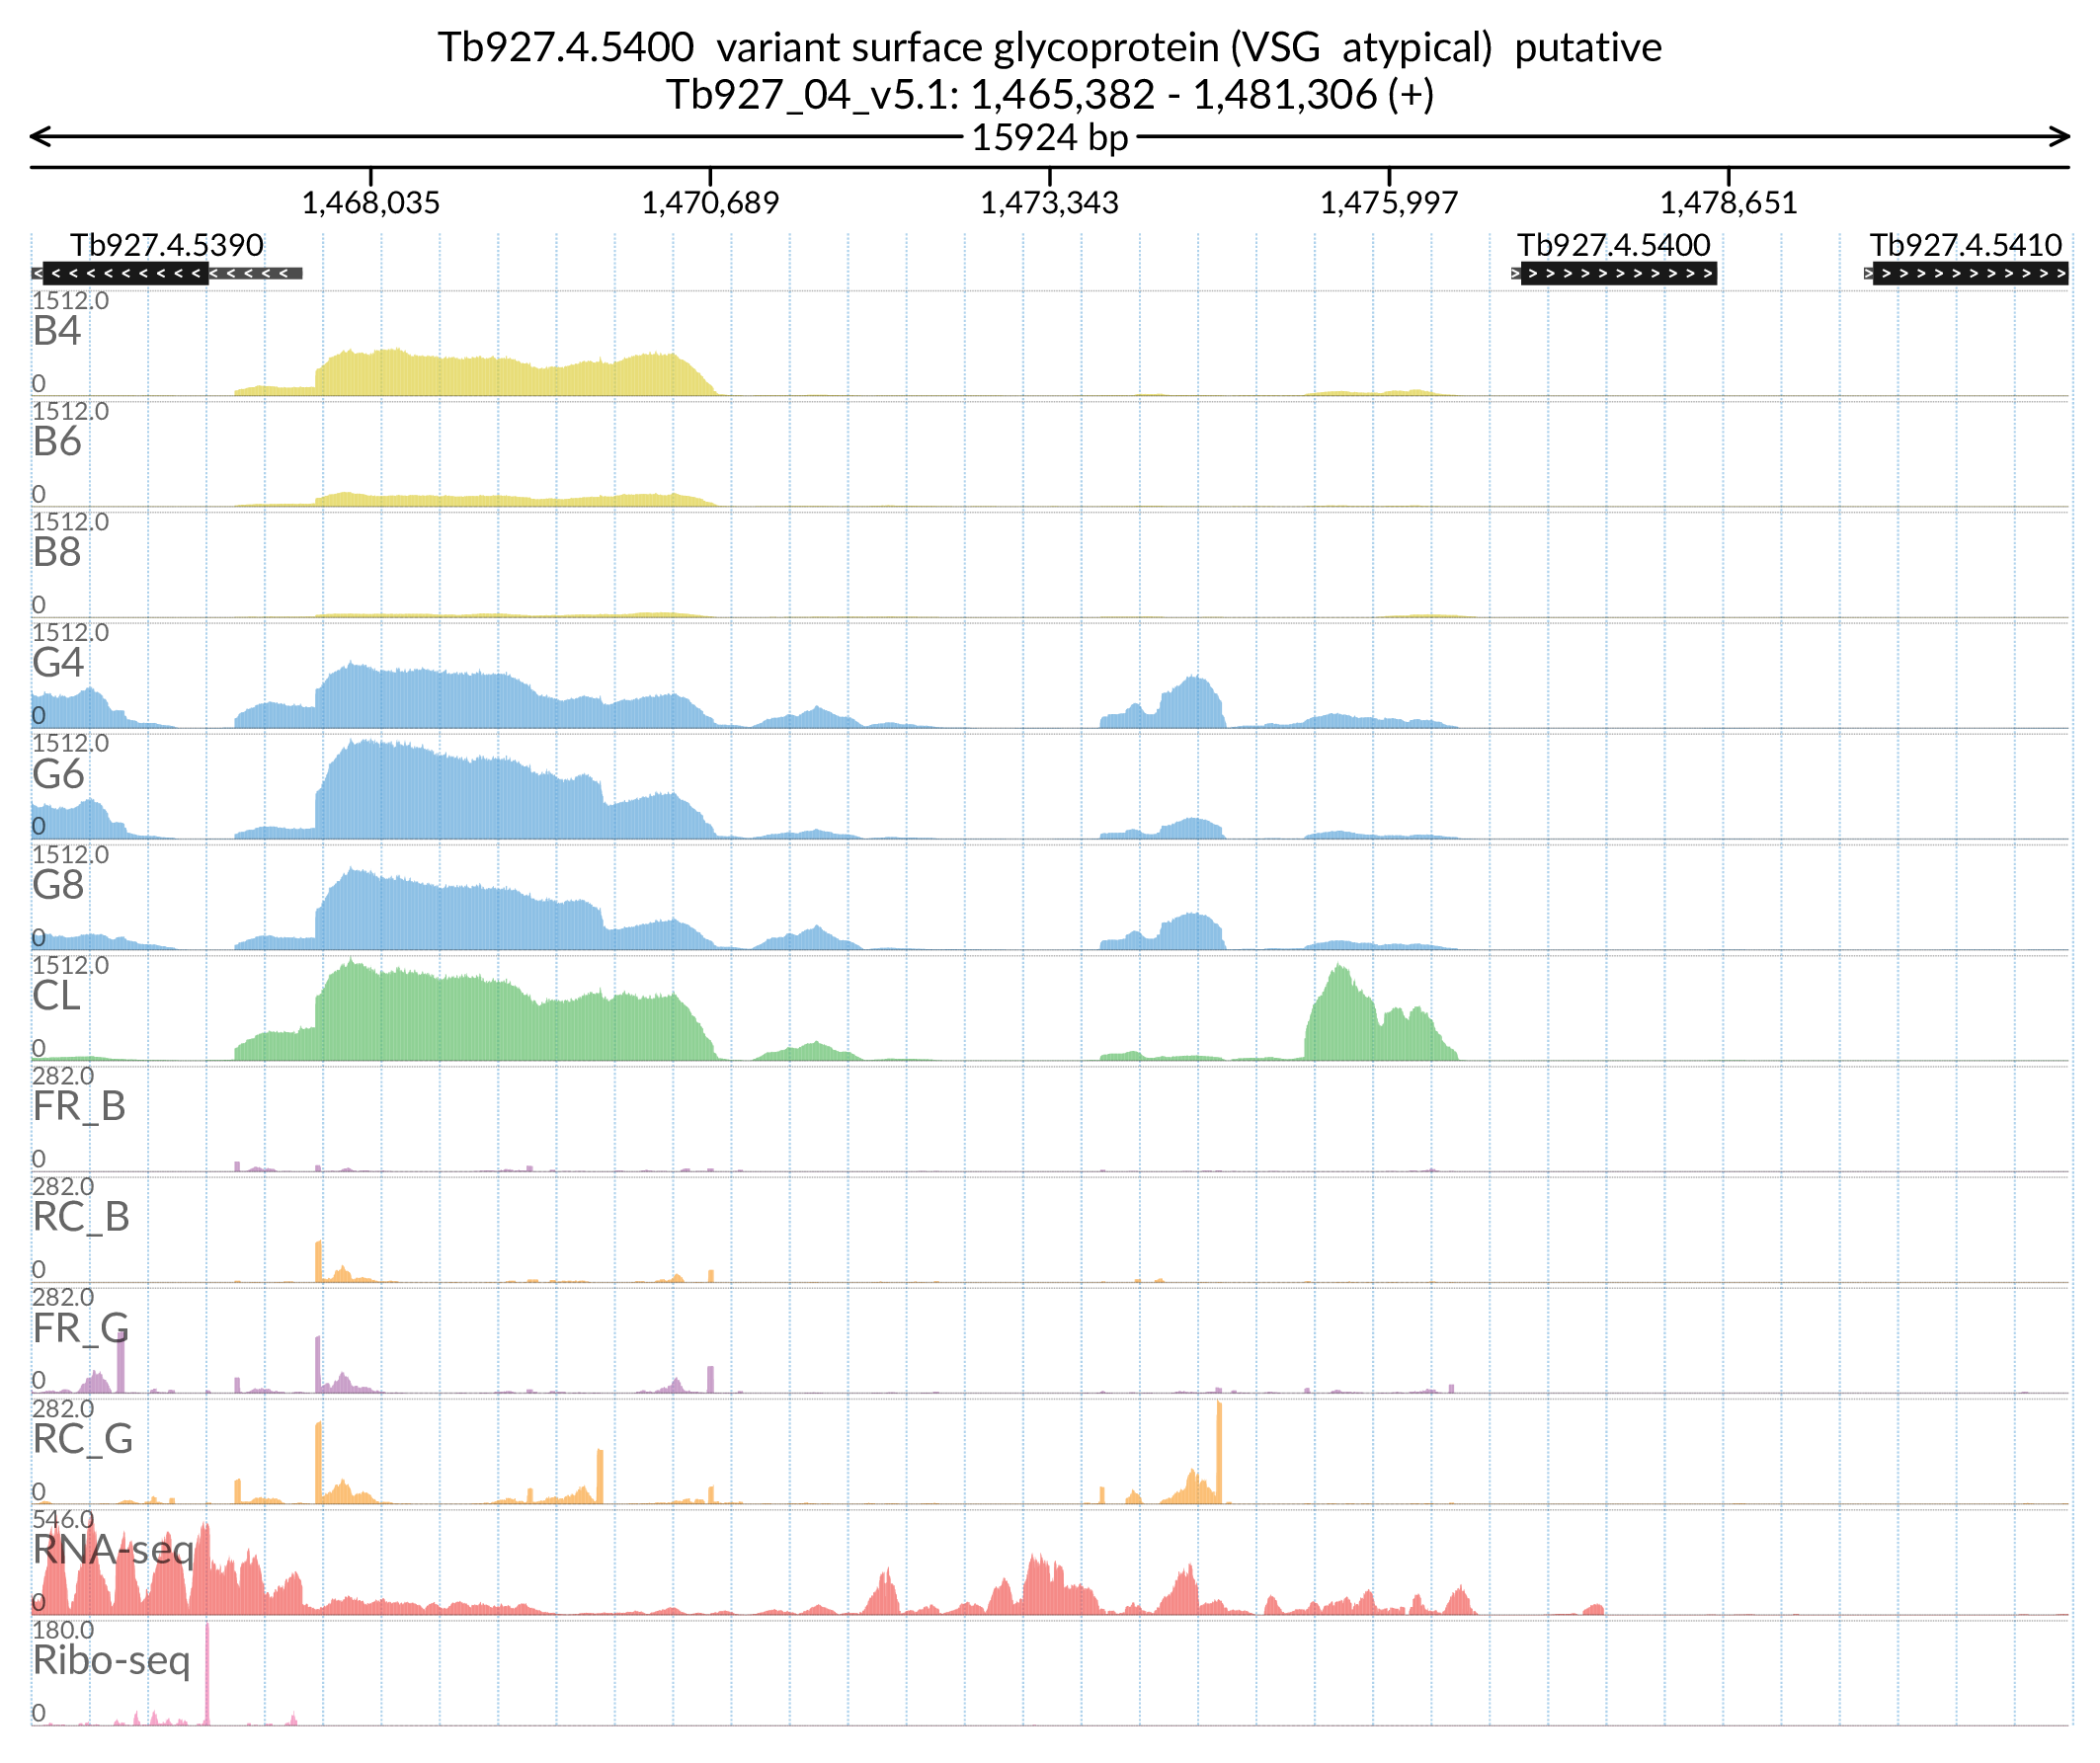 Tb927.4.5400 variant surface glycoprotein (VSG atypical) putative
Tb927_04_v5.1: 1,465,382 - 1,481,306 (+)
15924 bp
1,468,035 1,470,689 1,473,343 1,475,997 1,478,651
Tb927.4.5390 Tb927.4.5400 Tb927.4.5410
1512.0
B4
0
1512.0
B6
0
1512.0
B8
0
1512.0
G4
0
1512.0
G6
0
1512.0
G8
0
1512.0
CL
0
282.0
FR_B
0
282.0
RC_B
0
282.0
FR_G
0
282.0
RC_G
0
546.0
RNA-seq
0
180.0
Ribo-seq
0